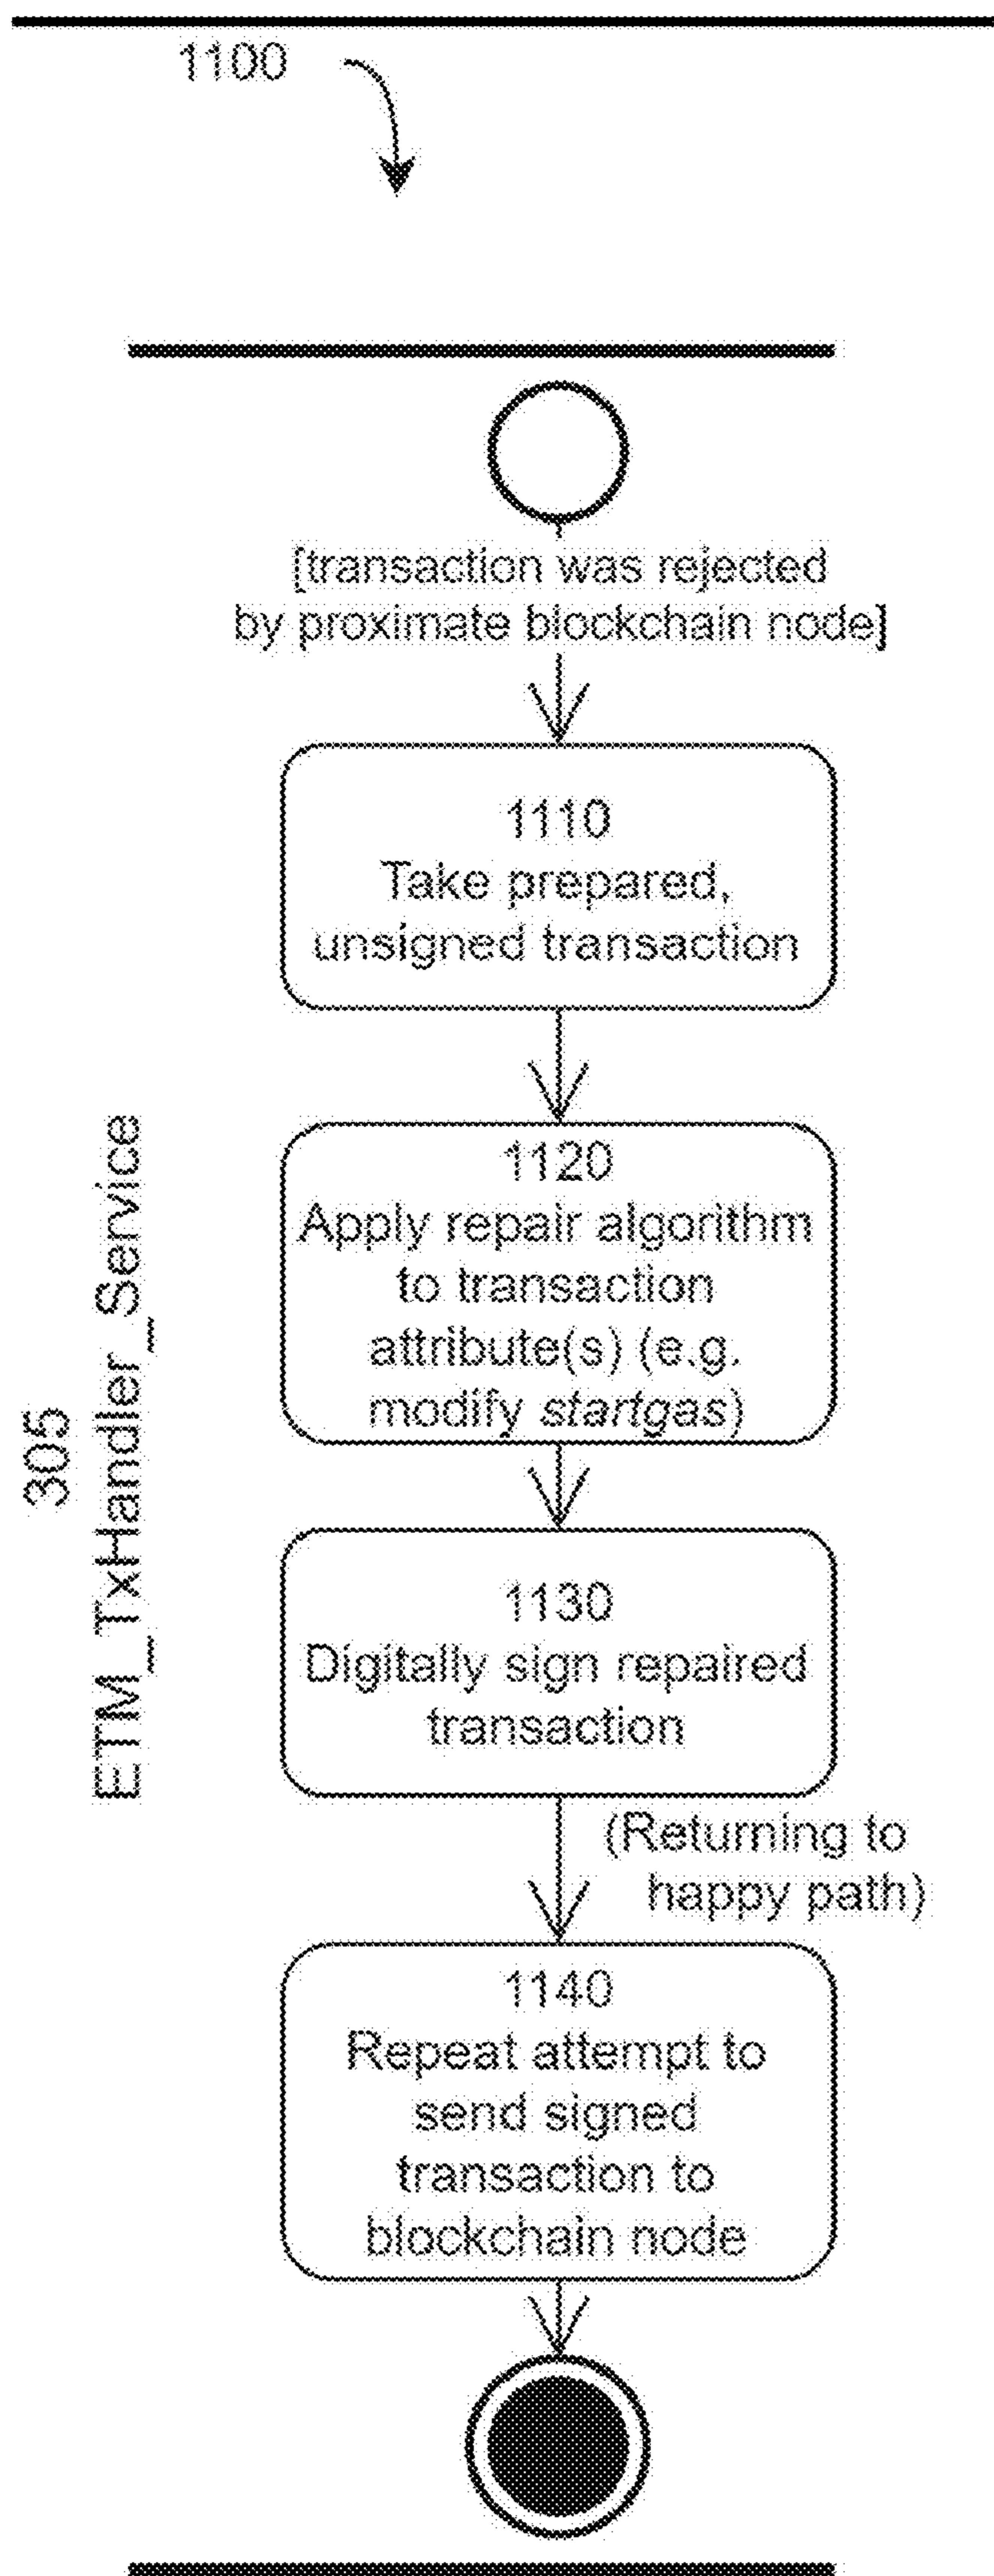 1100
[transaction was rejected
by proximate blockchain node]
1110
Take prepared,
unsigned transaction
1120
Apply repair algorithm
to transaction
attribute(s) (e.g.
modify startgas)
305
ETM_TxHandler_Service
1130
Digitally sign repaired
transaction
(Returning to
happy path)
1140
Repeat attempt to
send signed
transaction to
blockchain node